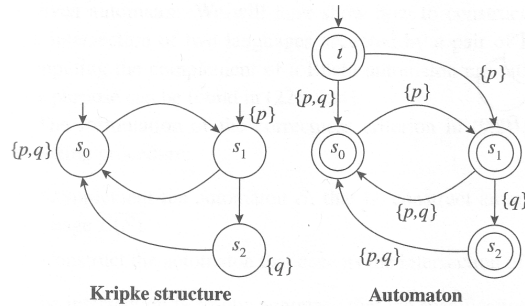 ι
{p}
{p,q}
{p}
{p}
{p,q}
s₀
s₁
s₀
s₁
{p,q}
{q}
s₂
{q}
{p,q}
s₂
Kripke structure
Automaton